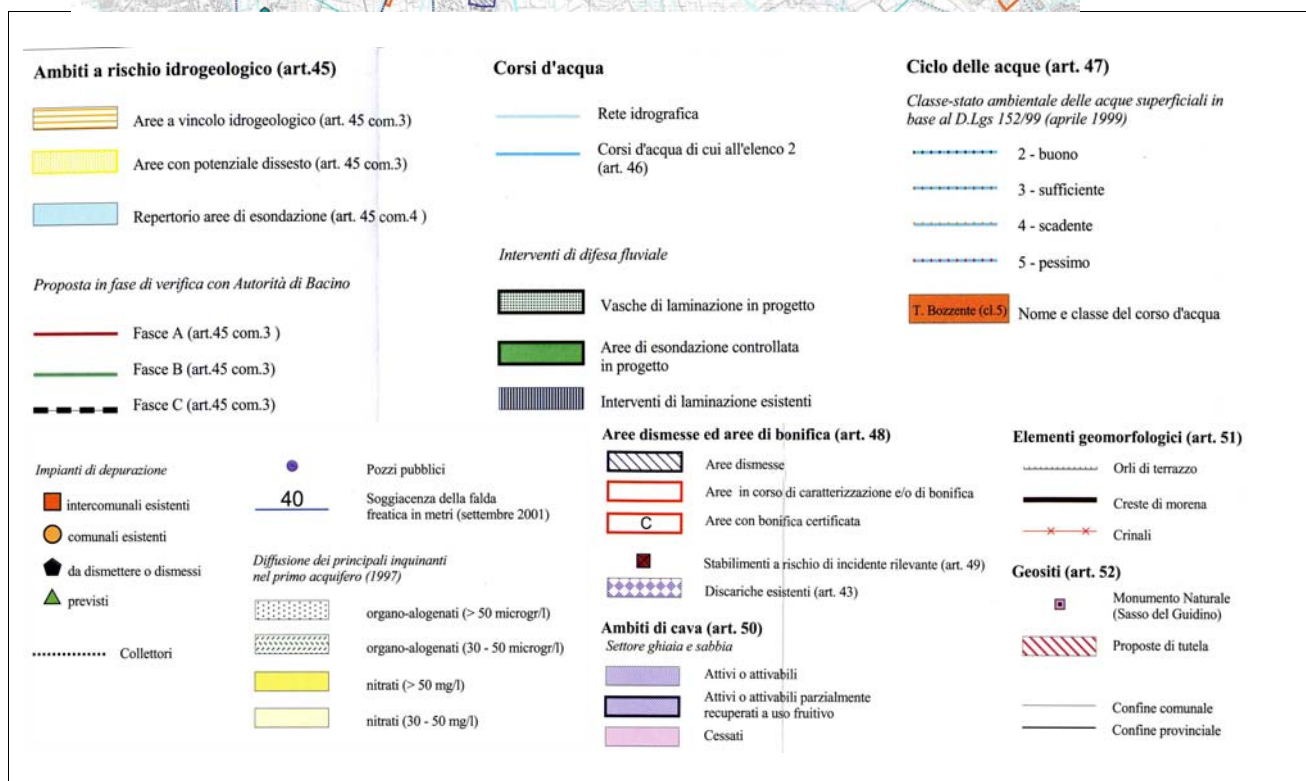 Ambiti a rischio idrogeologico (art.45)
Aree a vincolo idrogeologico (art. 45 com.3)
Aree con potenziale dissesto (art. 45 com.3)
Repertorio aree di esondazione (art. 45 com.4 )
Proposta in fase di verifica con Autorità di Bacino
Fasce A (art.45 com.3 )
Fasce B (art.45 com.3)
Fasce C (art.45 com.3)
Corsi d'acqua
Rete idrografica
Corsi d'acqua di cui all'elenco 2
(art. 46)
Interventi di difesa fluviale
Vasche di laminazione in progetto
Aree di esondazione controllata
in progetto
Interventi di laminazione esistenti
Ciclo delle acque (art. 47)
Classe-stato ambientale delle acque superficiali in
base al D.Lgs 152/99 (aprile 1999)
2 - buono
3 - sufficiente
4 - scadente
5 - pessimo
T. Bozzente (cl.5)
Nome e classe del corso d'acqua
Impianti di depurazione
intercomunali esistenti
comunali esistenti
da dismettere o dismessi
previsti
Collettori
Pozzi pubblici
40
Soggiacenza della falda
freatica in metri (settembre 2001)
Diffusione dei principali inquinanti
nel primo acquifero (1997)
organo-alogenati (> 50 microgr/l)
organo-alogenati (30 - 50 microgr/l)
nitrati (> 50 mg/l)
nitrati (30 - 50 mg/l)
Aree dismesse ed aree di bonifica (art. 48)
Aree dismesse
Aree in corso di caratterizzazione e/o di bonifica
C
Aree con bonifica certificata
Stabilimenti a rischio di incidente rilevante (art. 49)
Discariche esistenti (art. 43)
Ambiti di cava (art. 50)
Settore ghiaia e sabbia
Attivi o attivabili
Attivi o attivabili parzialmente
recuperati a uso fruitivo
Cessati
Elementi geomorfologici (art. 51)
Orli di terrazzo
Creste di morena
Crinali
Geositi (art. 52)
Monumento Naturale
(Sasso del Guidino)
Proposte di tutela
Confine comunale
Confine provinciale